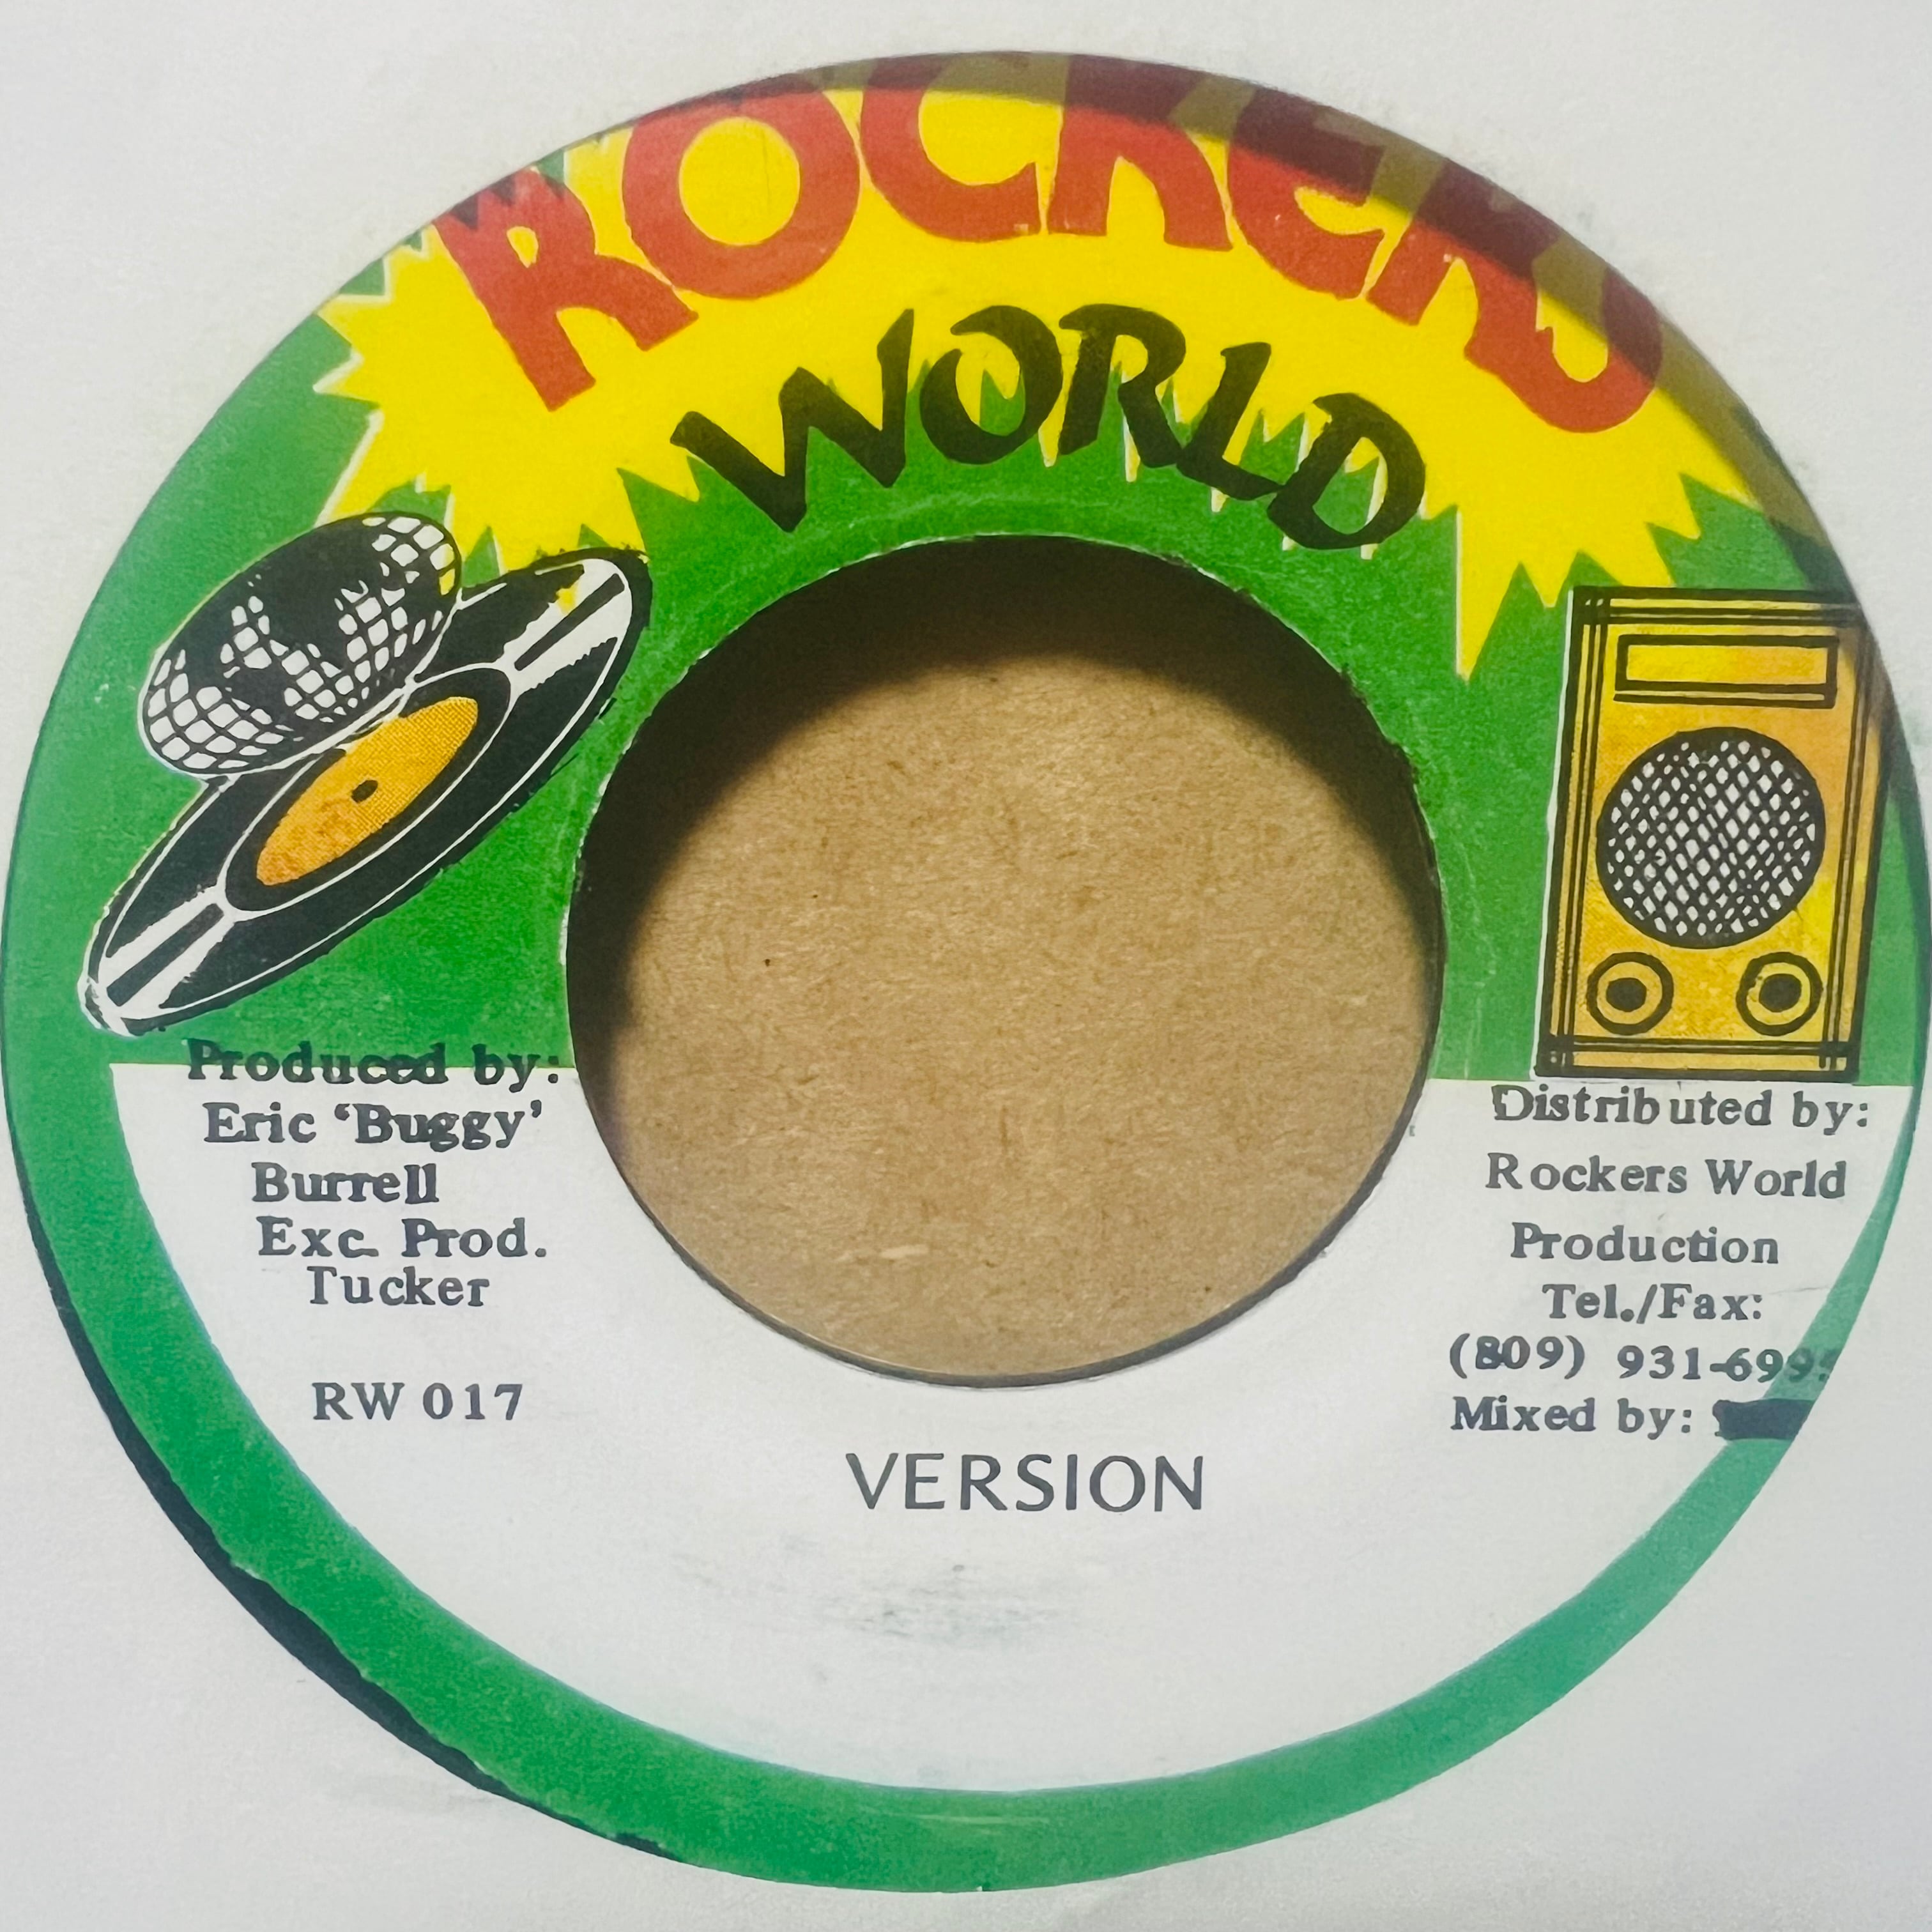 ROCKERS
WORLD
Produced by:
Eric ‘Buggy’
Burrell
Exc. Prod.
Tucker
RW 017
Distributed by:
Rockers World
Production
Tel./Fax:
(809) 931-699
Mixed by:
VERSION